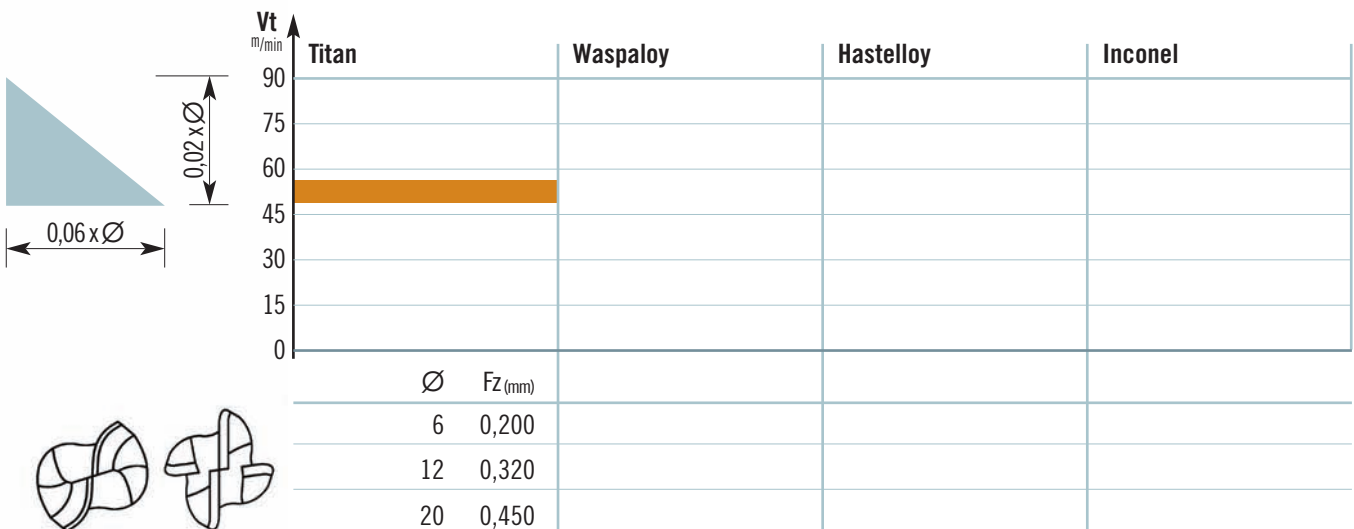 Vt
m/min
Titan Waspaloy Hastelloy Inconel
90
75
60
45
30
15
0
0,02 x Ø
0,06 x Ø
Ø Fz (mm)
6 0,200
12 0,320
20 0,450